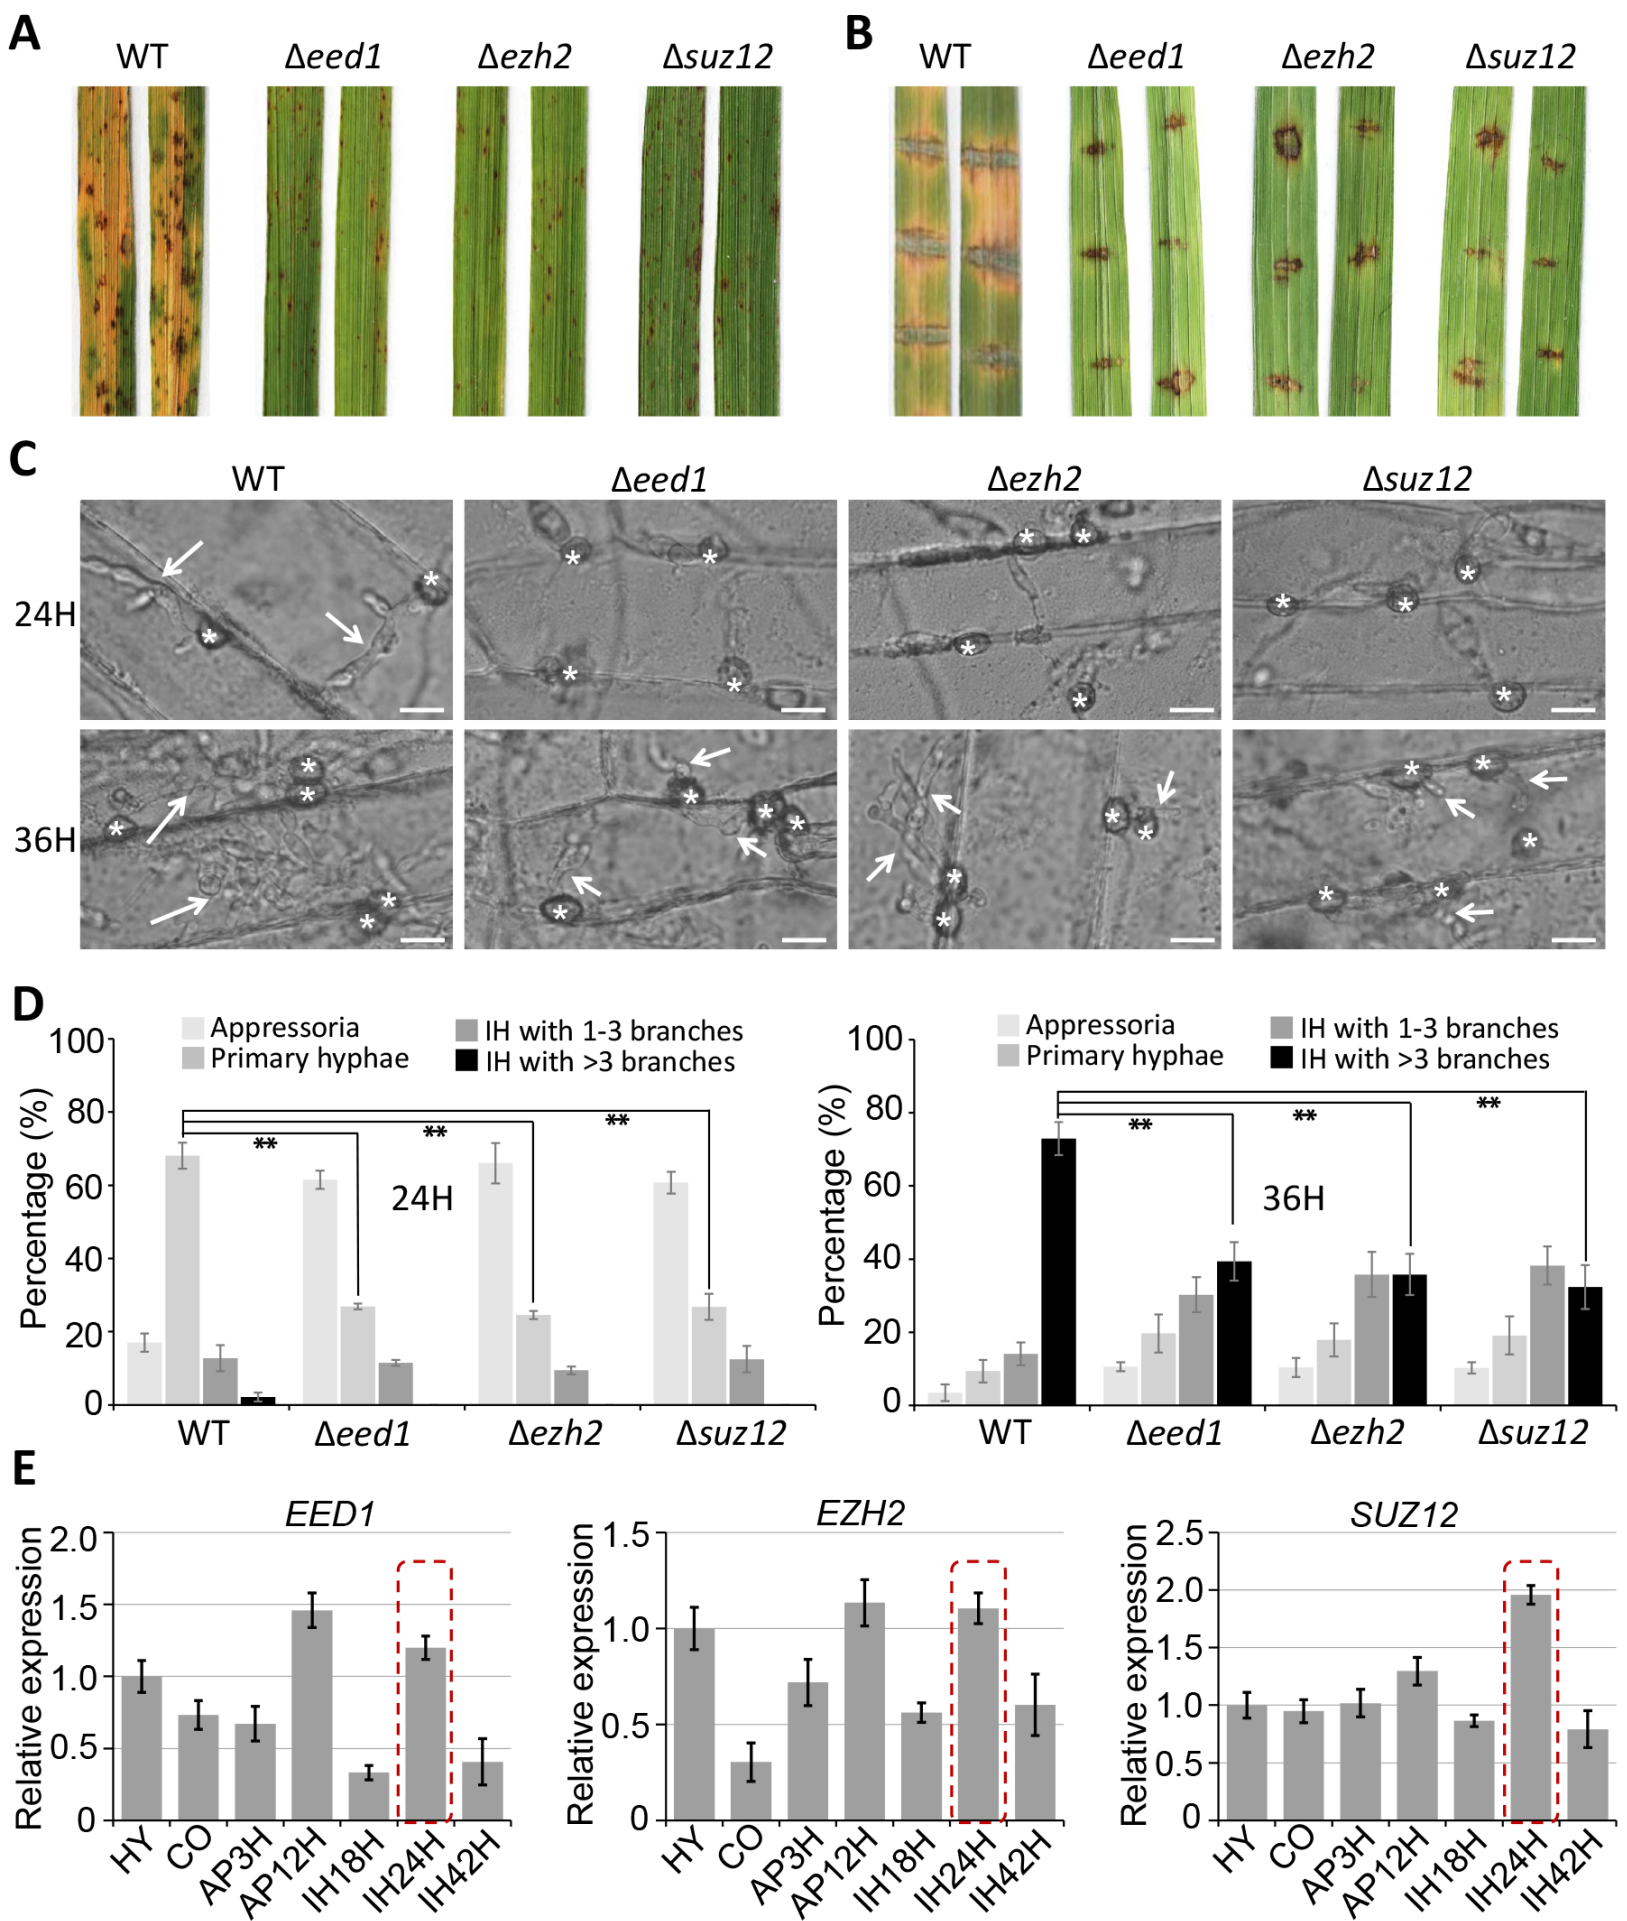 A
WT Δeed1 Δezh2 Δsuz12
B
WT Δeed1 Δezh2 Δsuz12
C
WT Δeed1 Δezh2 Δsuz12
24H
* * * * * * * * * * * * *
36H
* * * * * * * * * * * * * * * * * *
D
Percentage (%)
100
80
60
40
20
0
Appressoria
Primary hyphae
IH with 1-3 branches
IH with >3 branches
** ** **
24H
WT Δeed1 Δezh2 Δsuz12
Percentage (%)
100
80
60
40
20
0
Appressoria
Primary hyphae
IH with 1-3 branches
IH with >3 branches
** ** **
36H
WT Δeed1 Δezh2 Δsuz12
E
EED1
Relative expression
2.0
1.5
1.0
0.5
0
HY CO AP3H AP12H IH18H IH24H IH42H
EZH2
Relative expression
1.5
1.0
0.5
0
HY CO AP3H AP12H IH18H IH24H IH42H
SUZ12
Relative expression
2.5
2.0
1.5
1.0
0.5
0
HY CO AP3H AP12H IH18H IH24H IH42H